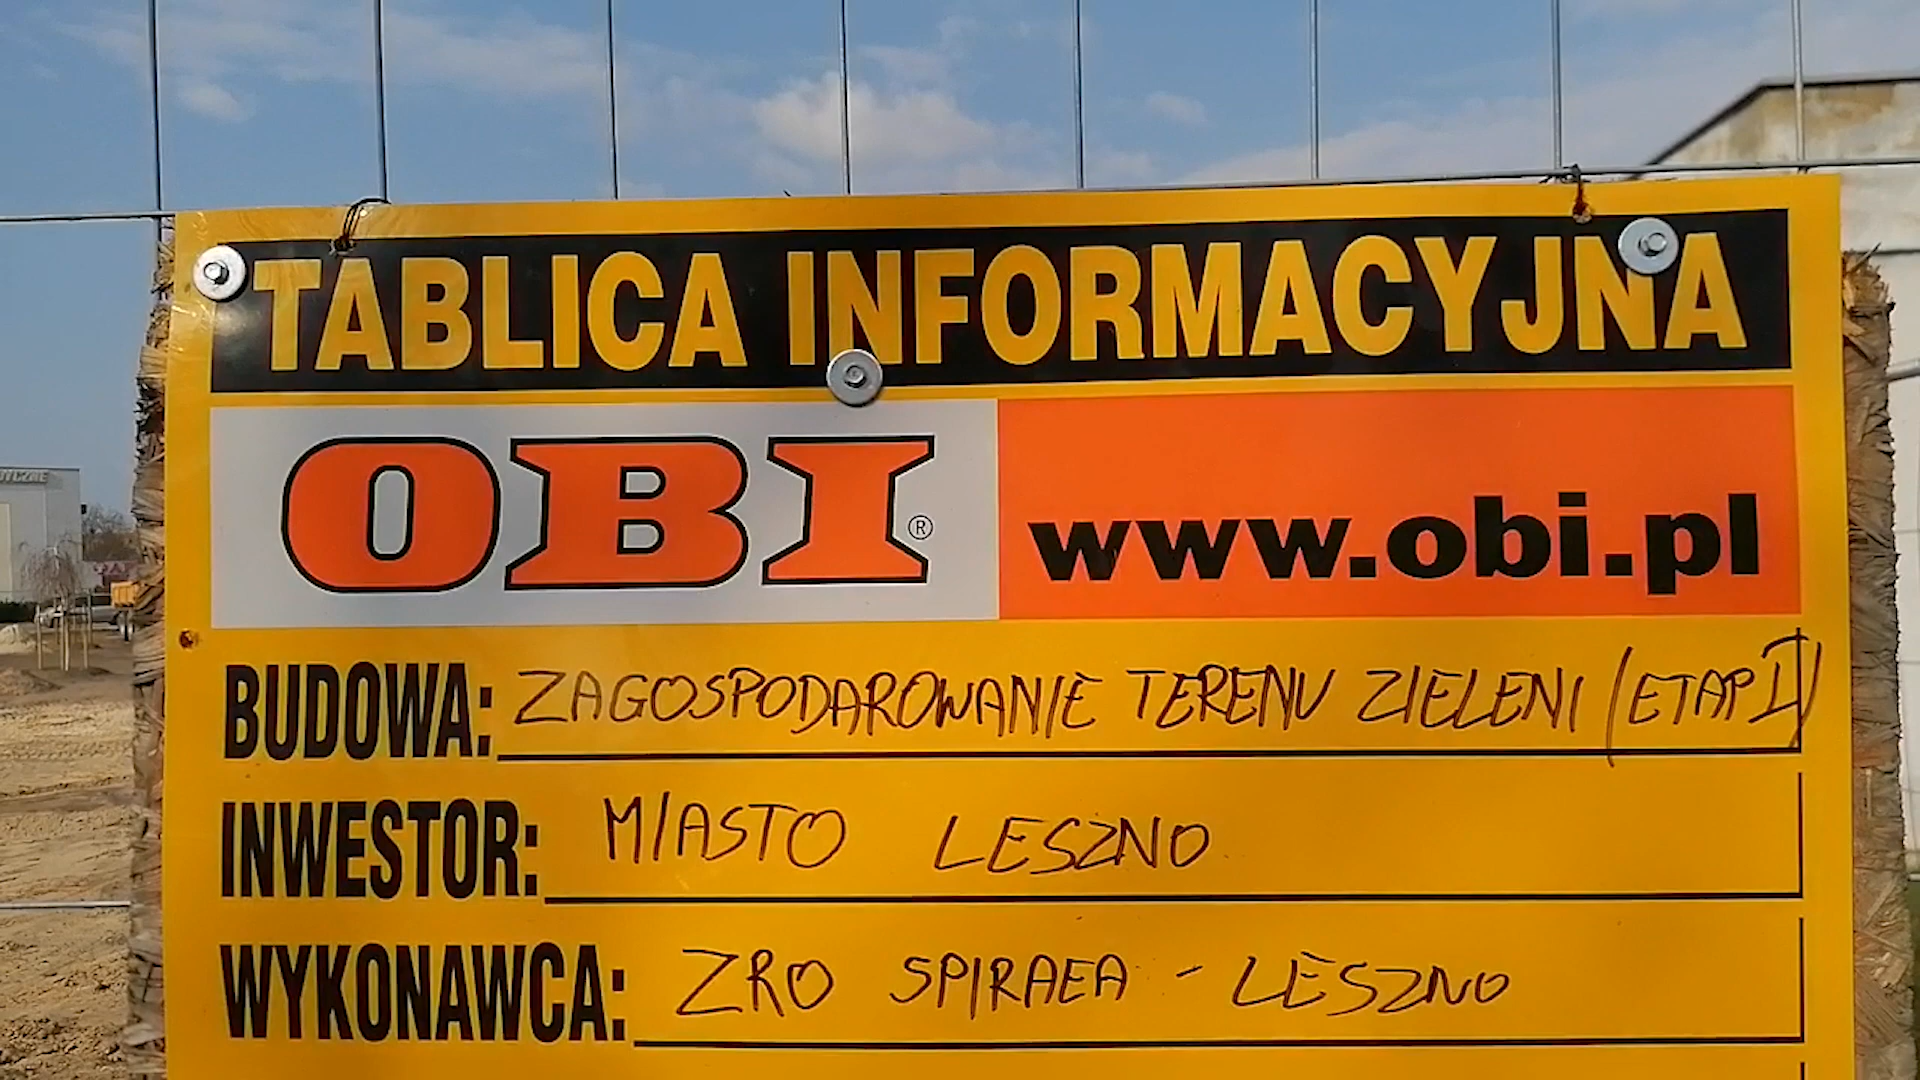 TABLICA INFORMACYJNA
OBI®
www.obi.pl
BUDOWA: ZAGOSPODAROWANIE TERENU ZIELENI (ETAP I)
INWESTOR: MIASTO LESZNO
WYKONAWCA: ZRO SPIRAEA - LESZNO